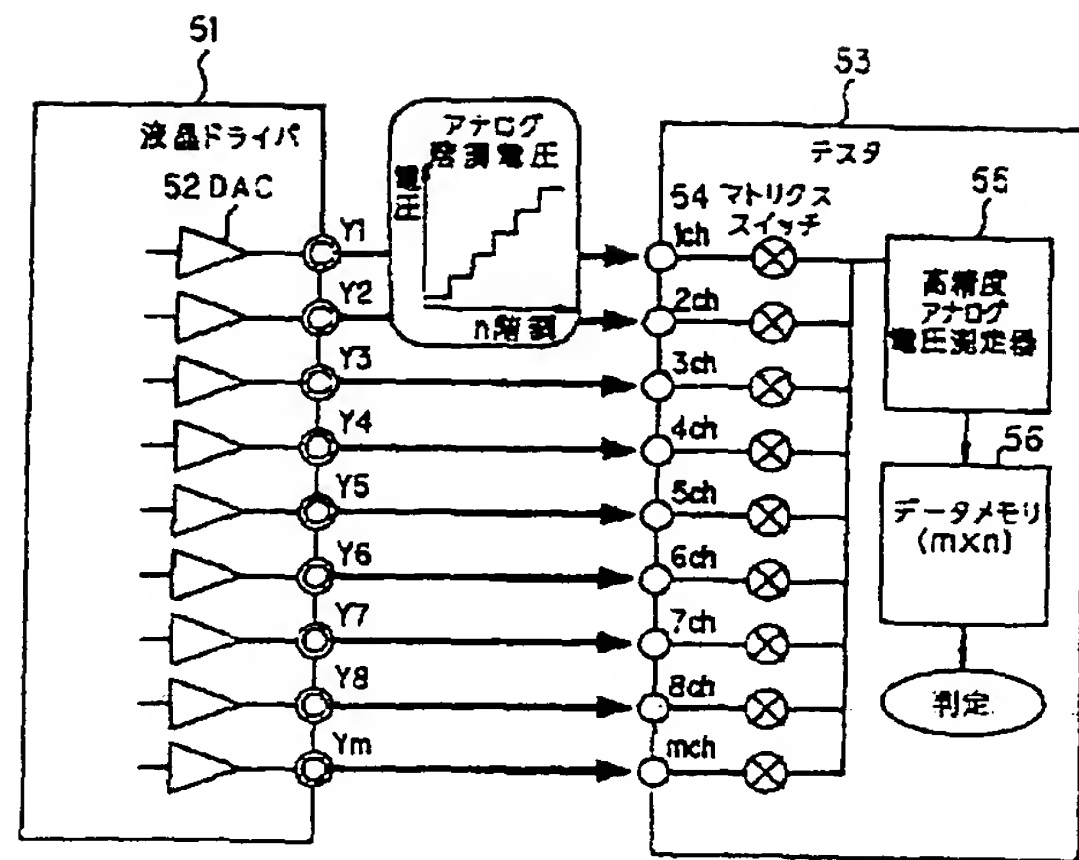 51
液晶ドライバ
52 DAC
Y1
Y2
Y3
Y4
Y5
Y6
Y7
Y8
Ym
アナログ
階調電圧
電圧
n階調
53
テスタ
54 マトリクス
スイッチ
1ch
2ch
3ch
4ch
5ch
6ch
7ch
8ch
mch
55
高精度
アナログ
電圧測定器
56
データメモリ
(m×n)
判定